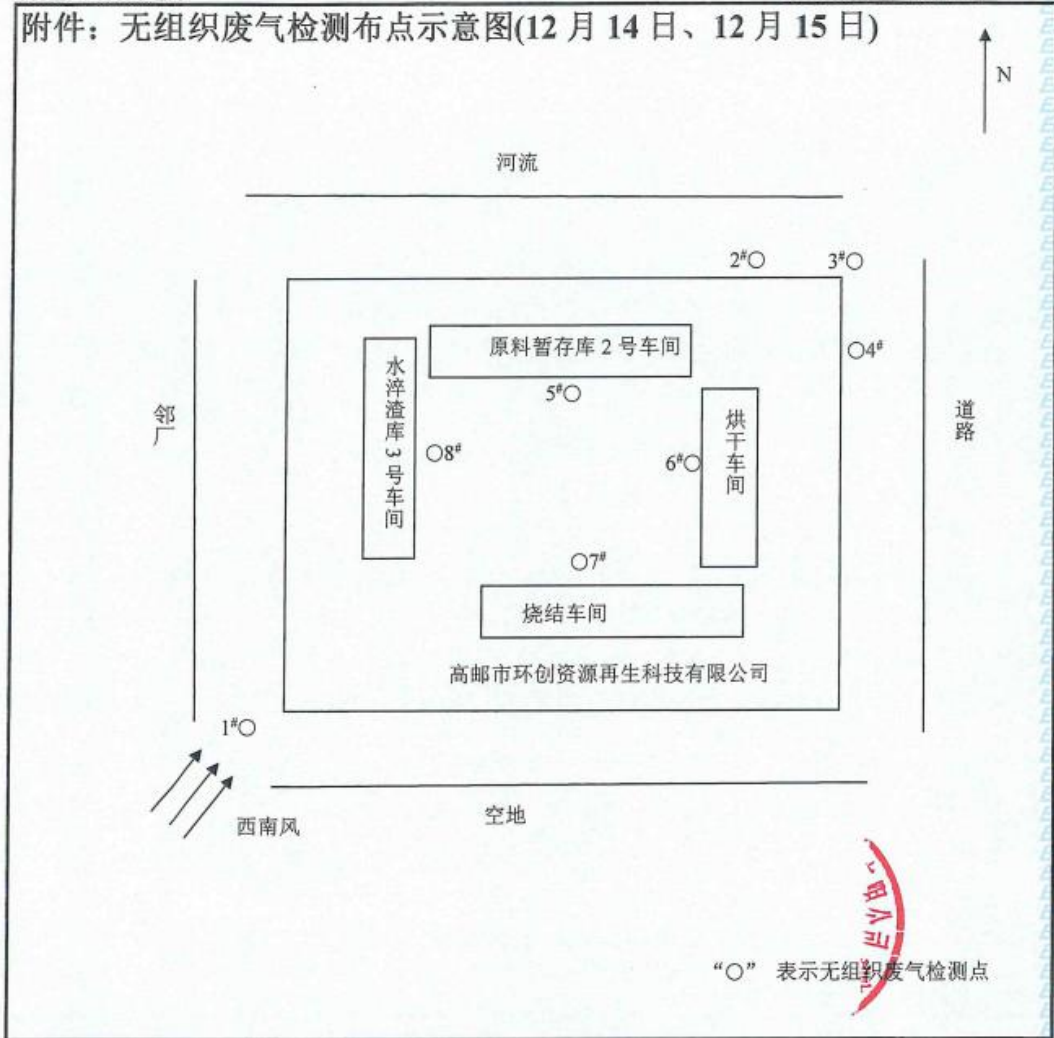 附件：无组织废气检测布点示意图(12月14日、12月15日)
N
河流
2#○
3#○
原料暂存库2号车间
○4#
水淬渣库3号车间
5#○
邻厂
烘干车间
道路
○8#
6#○
○7#
烧结车间
高邮市环创资源再生科技有限公司
1#○
西南风
空地
“○” 表示无组织废气检测点